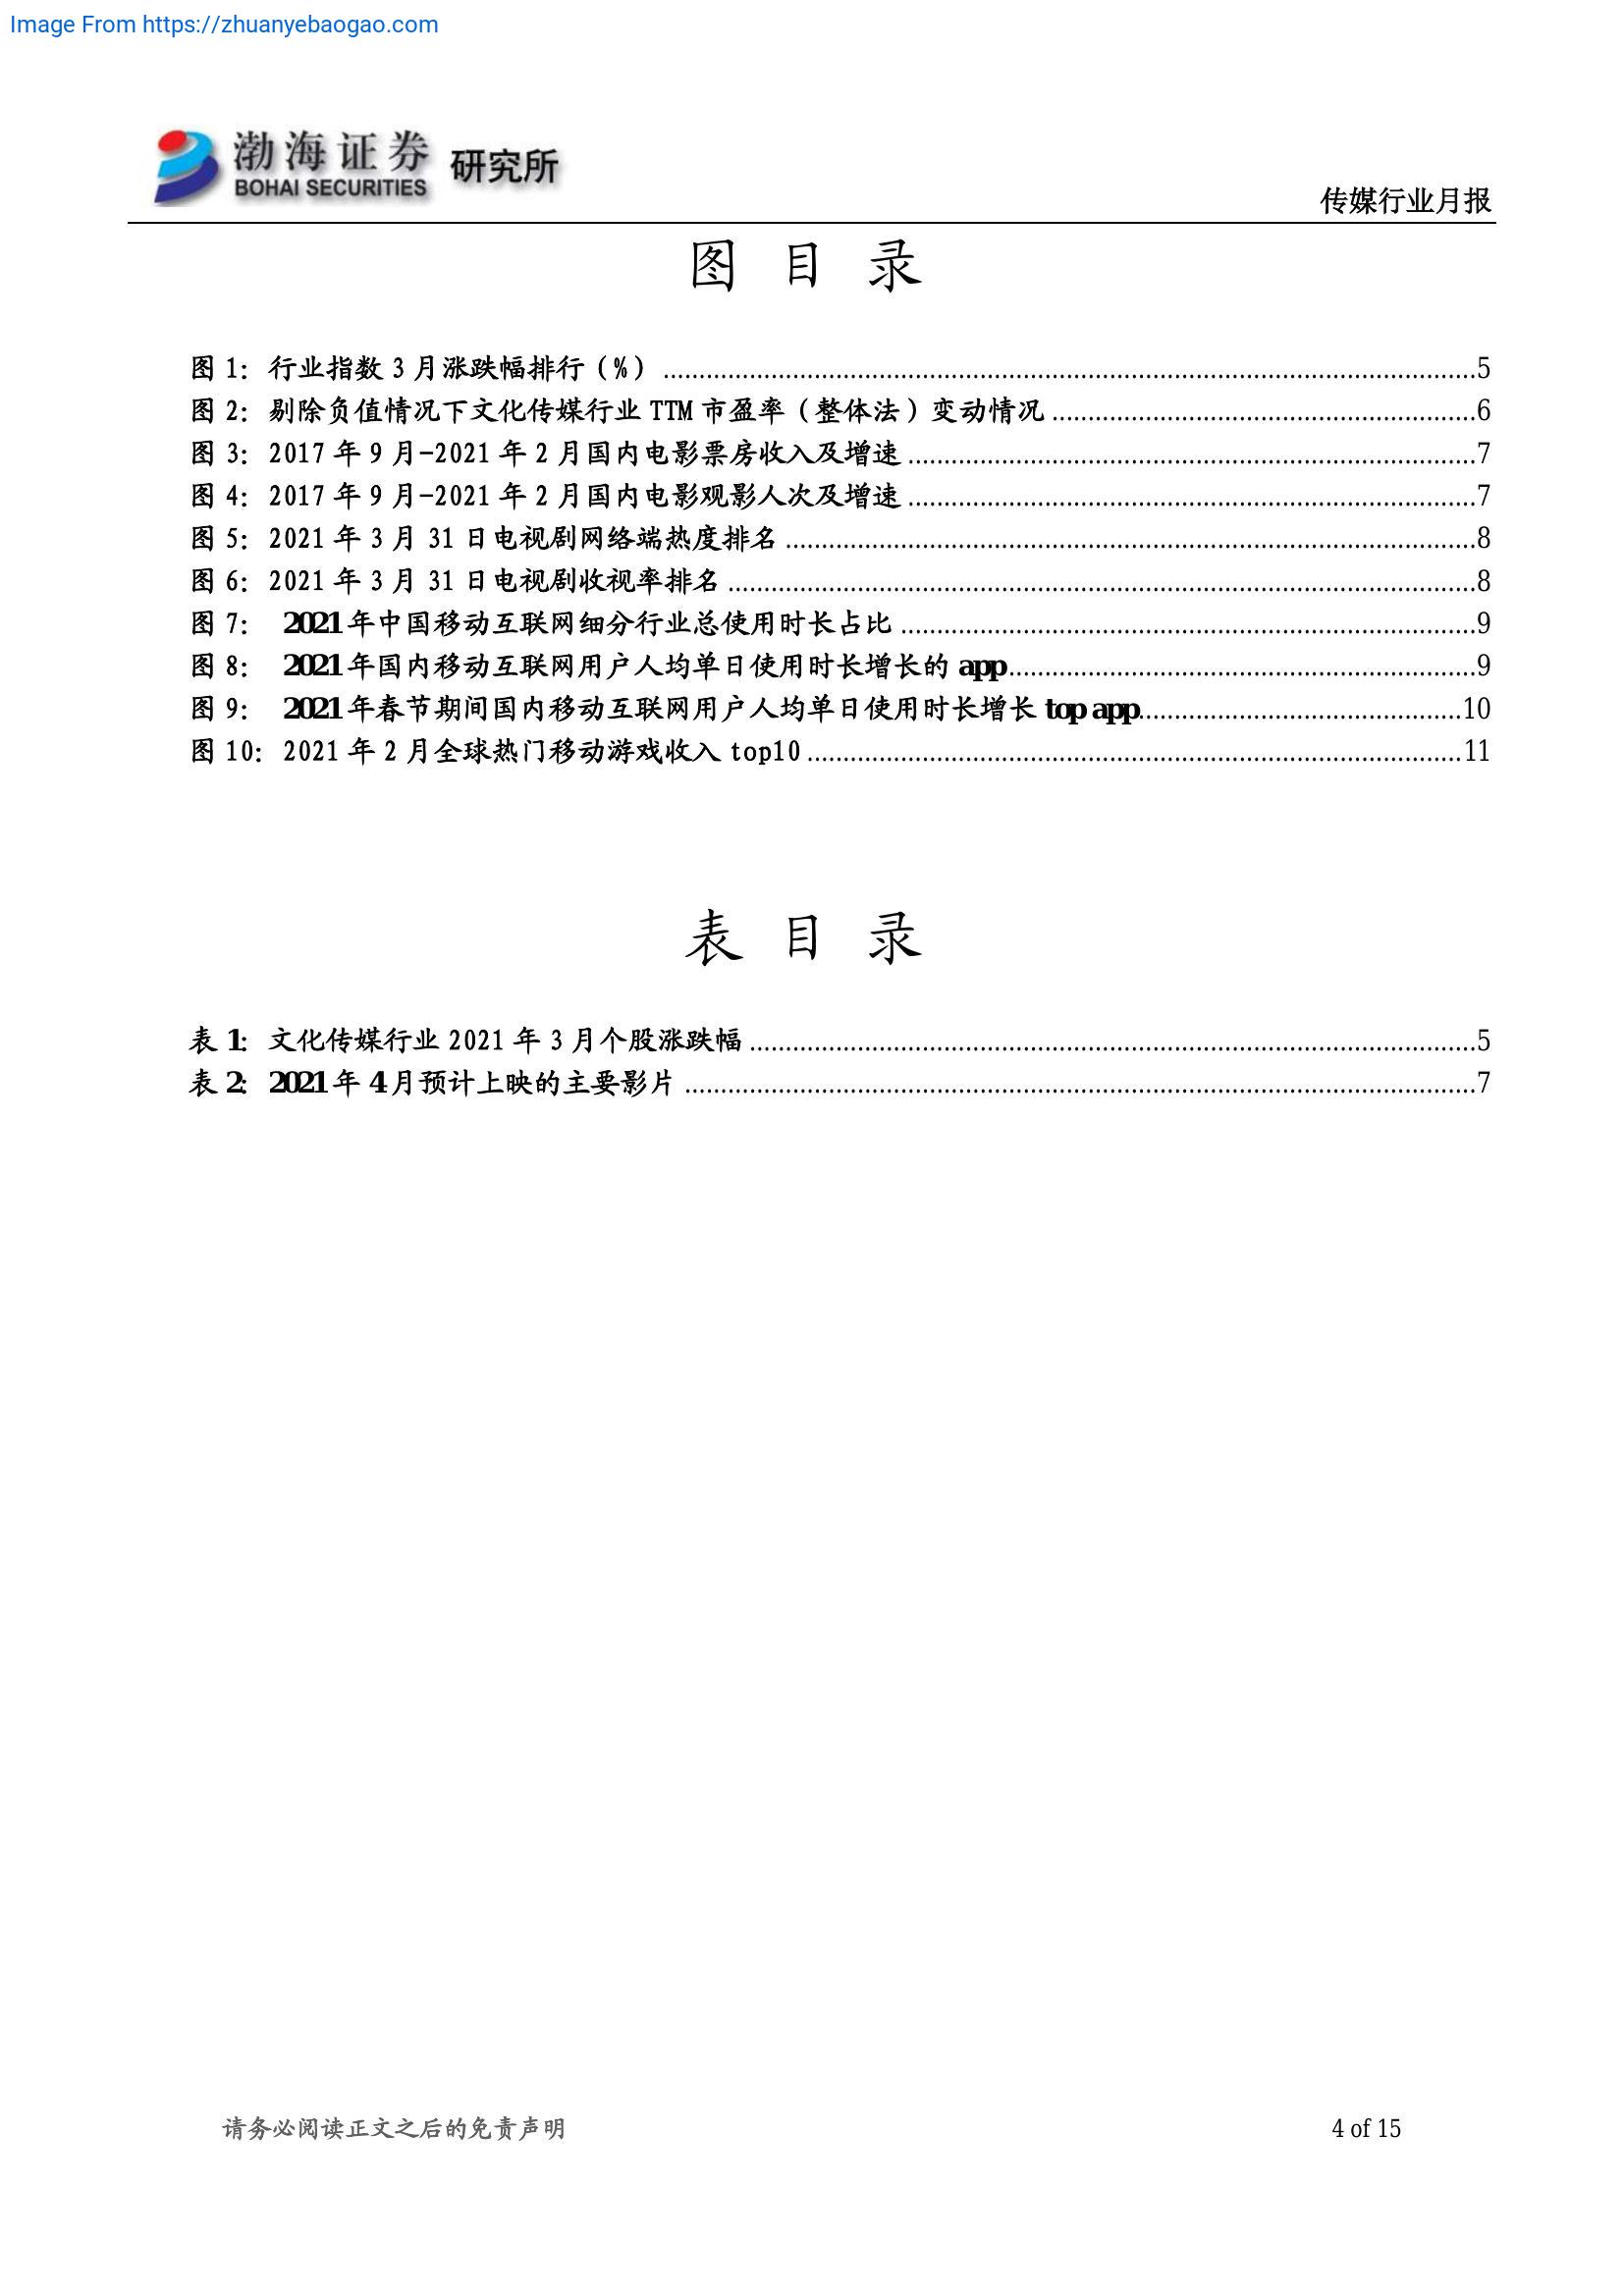 Image From https://zhuanyebaogao.com
渤海证券 研究所
BOHAI SECURITIES
传媒行业月报
图 目 录
图 1: 行业指数 3 月涨跌幅排行（%）........5
图 2: 剔除负值情况下文化传媒行业 TTM 市盈率（整体法）变动情况........6
图 3: 2017 年 9 月-2021 年 2 月国内电影票房收入及增速........7
图 4: 2017 年 9 月-2021 年 2 月国内电影观影人次及增速........7
图 5: 2021 年 3 月 31 日电视剧网络端热度排名........8
图 6: 2021 年 3 月 31 日电视剧收视率排名........8
图 7: 2021 年中国移动互联网细分行业总使用时长占比........9
图 8: 2021 年国内移动互联网用户人均单日使用时长增长的 app........9
图 9: 2021 年春节期间国内移动互联网用户人均单日使用时长增长 top app........10
图 10: 2021 年 2 月全球热门移动游戏收入 top10........11
表 目 录
表 1: 文化传媒行业 2021 年 3 月个股涨跌幅........5
表 2: 2021 年 4 月预计上映的主要影片........7
请务必阅读正文之后的免责声明
4 of 15